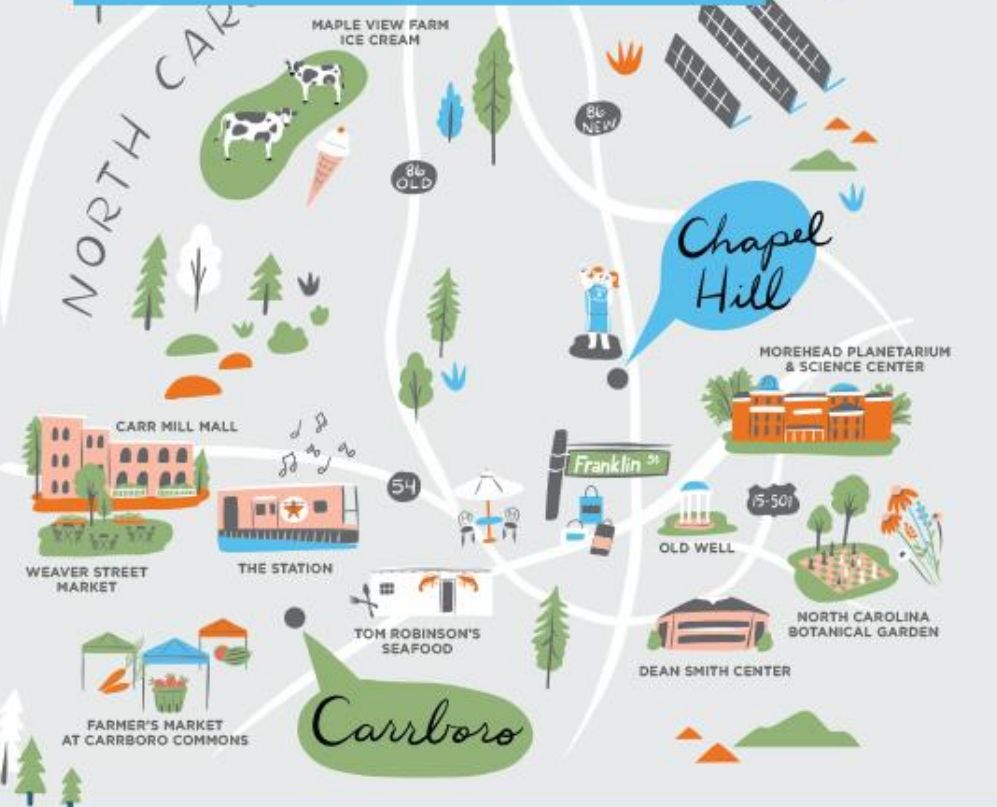 MAPLE VIEW FARM
ICE CREAM
NORTH CAR
86
OLD
86
NEW
Chapel
Hill
MOREHEAD PLANETARIUM
& SCIENCE CENTER
CARR MILL MALL
54
Franklin St
15-501
OLD WELL
WEAVER STREET
MARKET
THE STATION
TOM ROBINSON'S
SEAFOOD
NORTH CAROLINA
BOTANICAL GARDEN
DEAN SMITH CENTER
FARMER'S MARKET
AT CARRBORO COMMONS
Carrboro